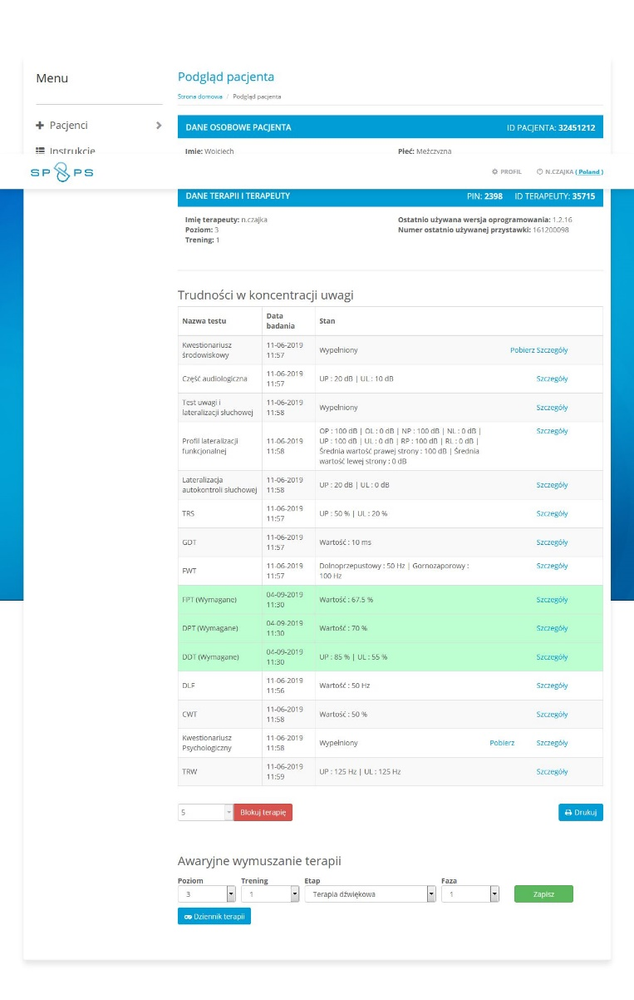 Menu
Podgląd pacjenta
Strona domowa / Podgląd pacjenta
Pacjenci
Instrukcje
DANE OSOBOWE PACJENTA ID PACJENTA: 32451212
Imię: Wojciech Płeć: Mężczyzna
SPPS
PROFIL N.CZAJKA ( Poland )
DANE TERAPII I TERAPEUTY PIN: 2398 ID TERAPEUTY: 35715
Imię terapeuty: n.czajka Ostatnio używana wersja oprogramowania: 1.2.16
Poziom: 3 Numer ostatnio używanej przystawki: 161200098
Trening: 1
Trudności w koncentracji uwagi
Nazwa testu Data badania Stan
Kwestionariusz środowiskowy 11-06-2019 11:57 Wypełniony Pobierz Szczegóły
Część audiologiczna 11-06-2019 11:57 UP : 20 dB | UL : 10 dB Szczegóły
Test uwagi i lateralizacji słuchowej 11-06-2019 11:58 Wypełniony Szczegóły
Profil lateralizacji funkcjonalnej 11-06-2019 11:58 OP : 100 dB | OL : 0 dB | NP : 100 dB | NL : 0 dB |
UP : 100 dB | UL : 0 dB | RP : 100 dB | RL : 0 dB |
Średnia wartość prawej strony : 100 dB | Średnia
wartość lewej strony : 0 dB Szczegóły
Lateralizacja autokontroli słuchowej 11-06-2019 11:58 UP : 20 dB | UL : 0 dB Szczegóły
TRS 11-06-2019 11:57 UP : 50 % | UL : 20 % Szczegóły
GDT 11-06-2019 11:57 Wartość : 10 ms Szczegóły
FWT 11-06-2019 11:57 Dolnoprzepustowy : 50 Hz | Gornozaporowy :
100 Hz Szczegóły
FPT (Wymagane) 04-09-2019 11:30 Wartość : 67.5 % Szczegóły
DPT (Wymagane) 04-09-2019 11:30 Wartość : 70 % Szczegóły
DDT (Wymagane) 04-09-2019 11:30 UP : 85 % | UL : 55 % Szczegóły
DLF 11-06-2019 11:56 Wartość : 50 Hz Szczegóły
CWT 11-06-2019 11:58 Wartość : 50 % Szczegóły
Kwestionariusz Psychologiczny 11-06-2019 11:58 Wypełniony Pobierz Szczegóły
TRW 11-06-2019 11:59 UP : 125 Hz | UL : 125 Hz Szczegóły
5 Blokuj terapię Drukuj
Awaryjne wymuszanie terapii
Poziom Trening Etap Faza
3 1 Terapia dźwiękowa 1 Zapisz
Dziennik terapii